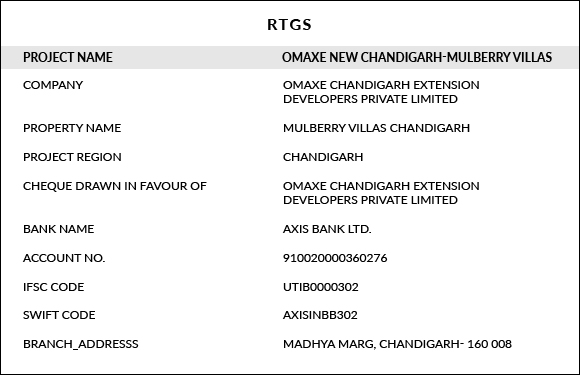 RTGS
PROJECT NAME OMAXE NEW CHANDIGARH-MULBERRY VILLAS
COMPANY OMAXE CHANDIGARH EXTENSION
DEVELOPERS PRIVATE LIMITED
PROPERTY NAME MULBERRY VILLAS CHANDIGARH
PROJECT REGION CHANDIGARH
CHEQUE DRAWN IN FAVOUR OF OMAXE CHANDIGARH EXTENSION
DEVELOPERS PRIVATE LIMITED
BANK NAME AXIS BANK LTD.
ACCOUNT NO. 910020000360276
IFSC CODE UTIB0000302
SWIFT CODE AXISINBB302
BRANCH_ADDRESSS MADHYA MARG, CHANDIGARH- 160 008